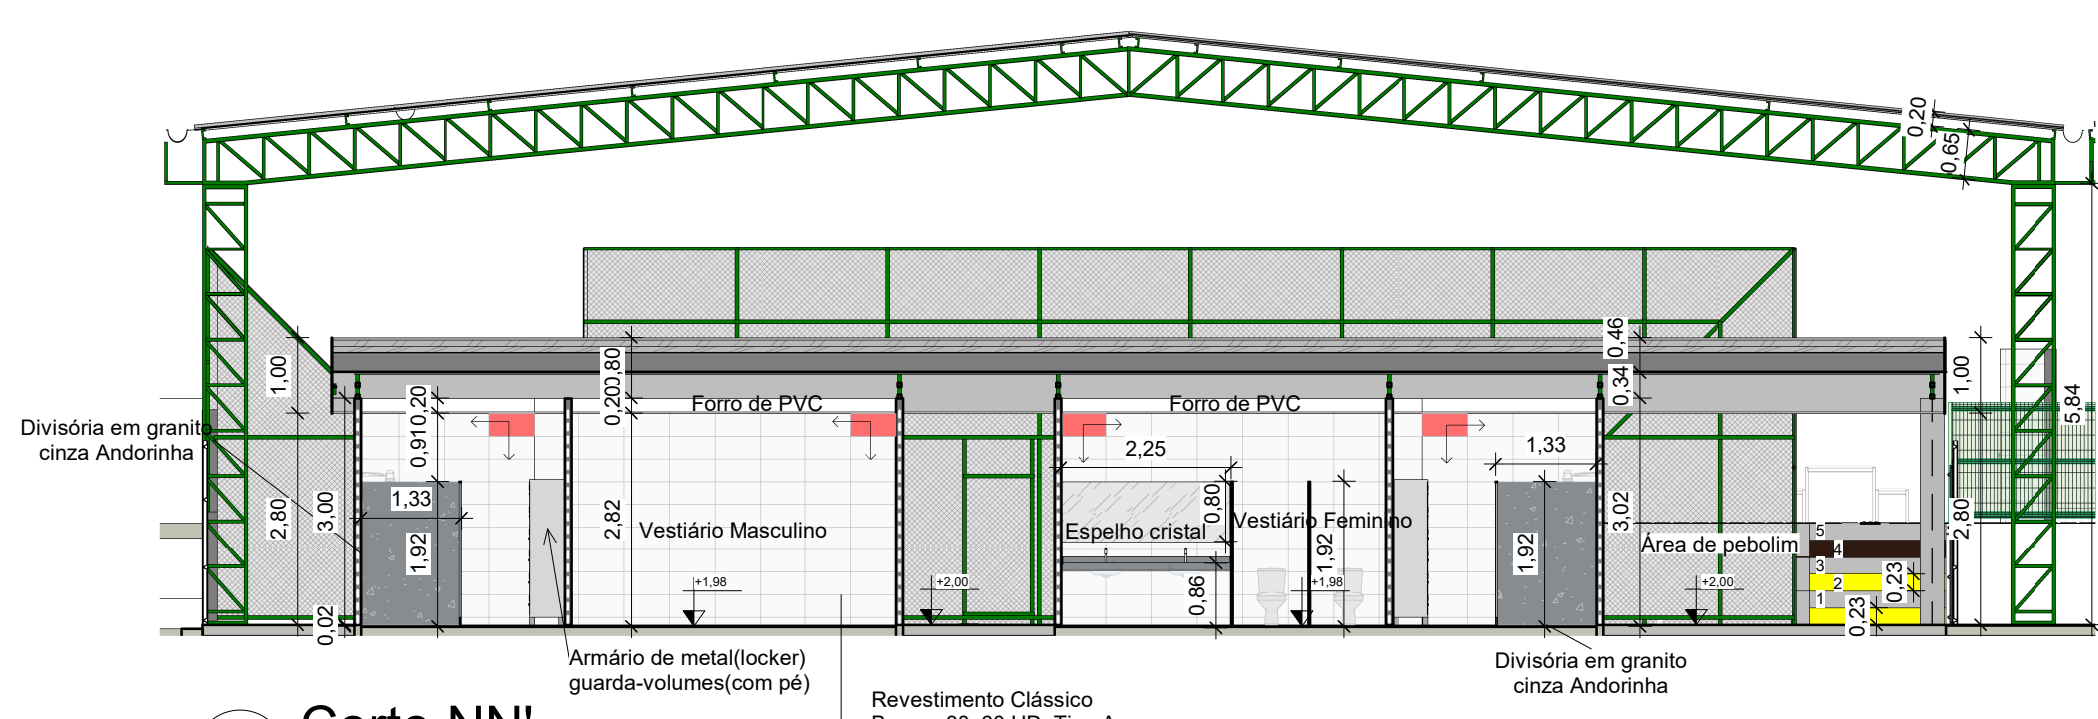 0,20
0,65
0,46
1,00
0,20
0,20
0,80
0,34
1,00
5,84
Forro de PVC
Forro de PVC
Divisória em granito
cinza Andorinha
0,91
2,25
1,33
1,33
0,80
2,80
3,00
2,82
3,02
2,80
Vestiário Masculino
Espelho cristal
Vestiário Feminino
Área de pebolim
1,92
1,92
1,92
5
4
3
2
1
0,23
0,23
+1,98
+2,00
+1,98
+2,00
0,86
0,02
Armário de metal(locker)
guarda-volumes(com pé)
Divisória em granito
cinza Andorinha
Revestimento Clássico
Corte NN'